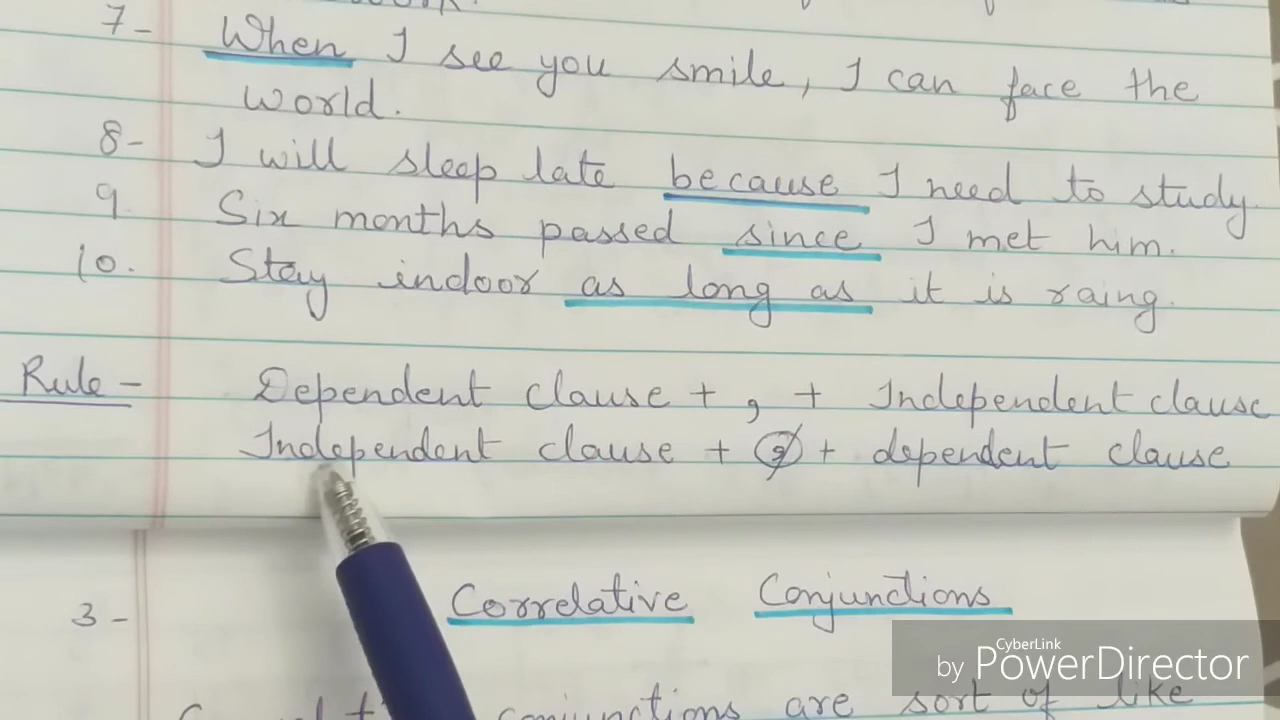 7- When I see you smile, I can face the
world.
8- I will sleep late because I need to study.
9. Six months passed since I met him.
10. Stay indoor as long as it is raing.
Rule- Dependent clause + , + Independent clause
Independent clause + , + dependent clause
3- Correlative Conjunctions
CyberLink
by PowerDirector
conjunctions are sort of like